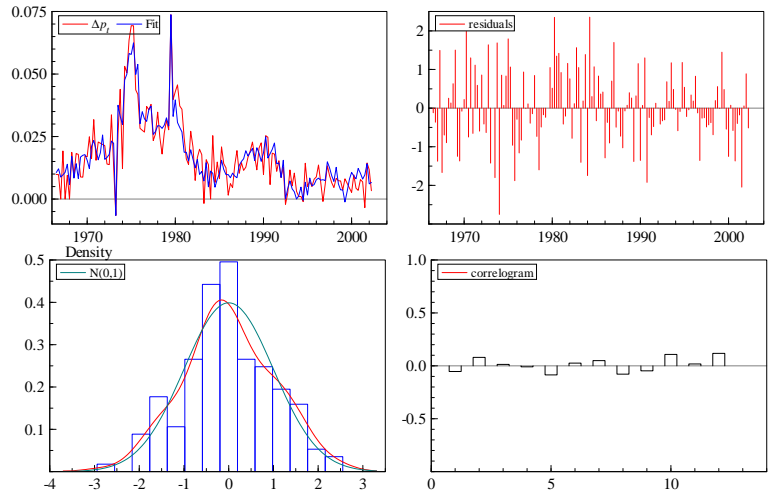 0.075
Δpₜ
Fit
0.050
0.025
0.000
1970 1980 1990 2000
residuals
2
1
0
-1
-2
1970 1980 1990 2000
Density
0.5
N(0,1)
0.4
0.3
0.2
0.1
-4 -3 -2 -1 0 1 2 3
1.0
correlogram
0.5
0.0
-0.5
0 5 10